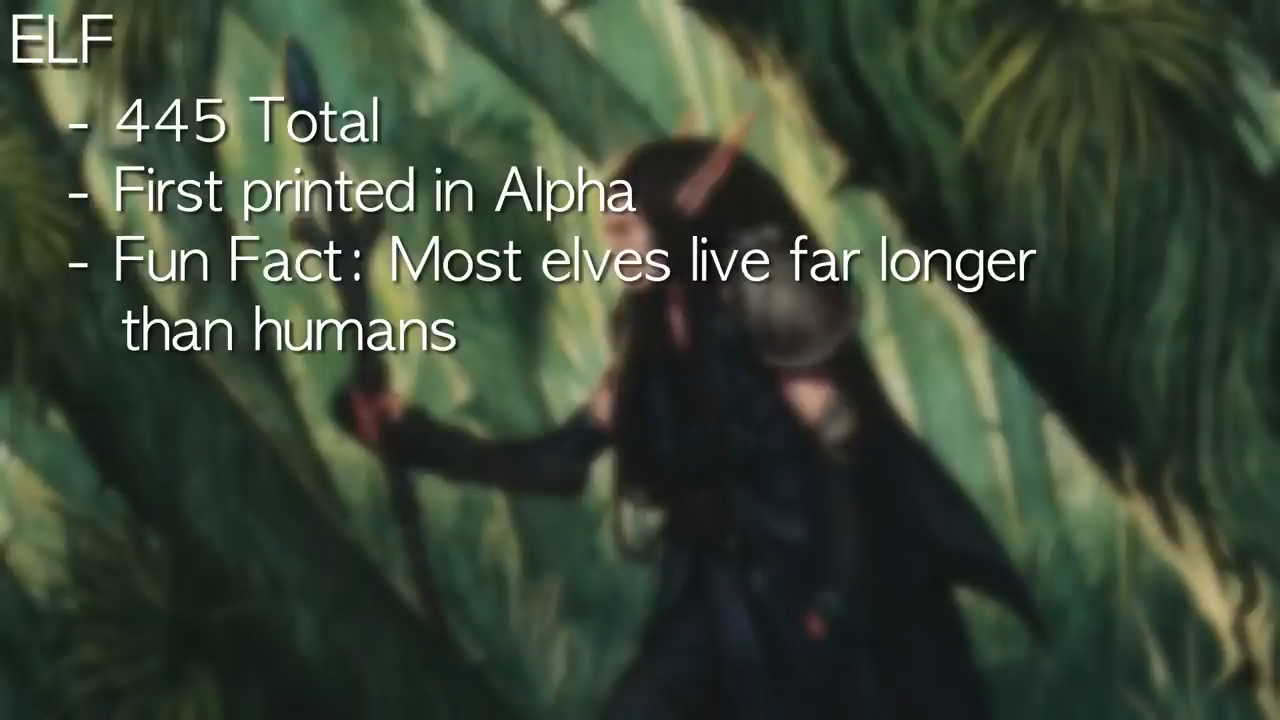 ELF
- 445 Total
- First printed in Alpha
- Fun Fact: Most elves live far longer
than humans